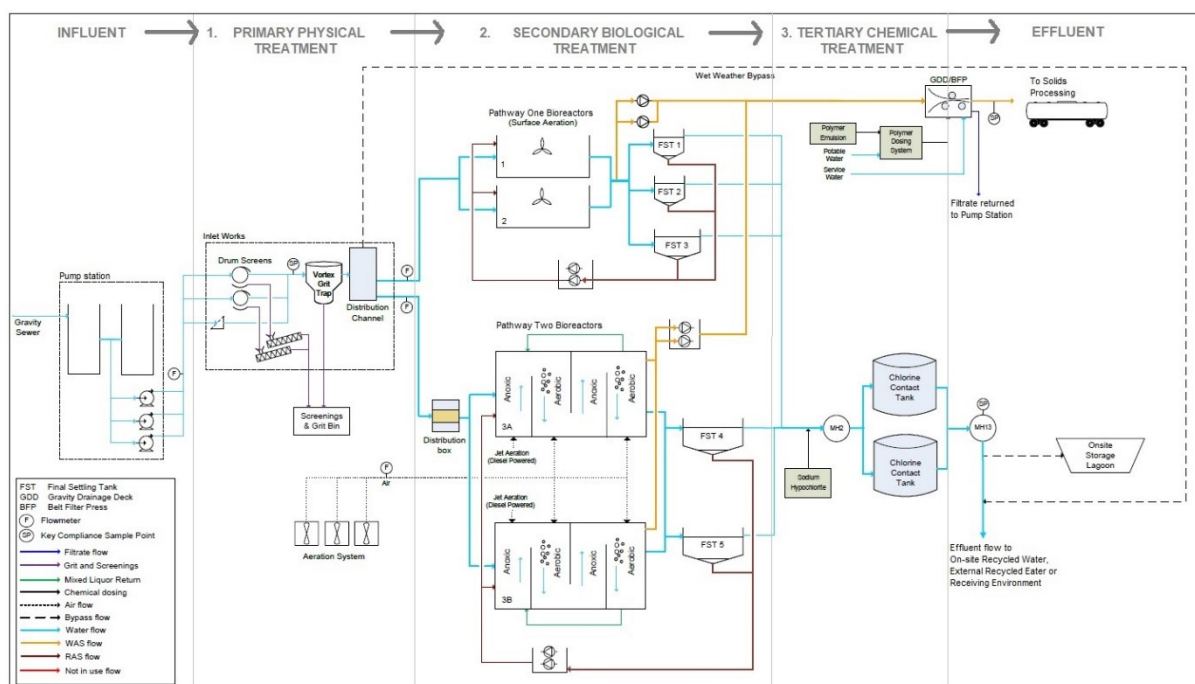 INFLUENT
1. PRIMARY PHYSICAL
TREATMENT
2. SECONDARY BIOLOGICAL
TREATMENT
3. TERTIARY CHEMICAL
TREATMENT
EFFLUENT
Wet Weather Bypass
GDD/BFP
To Solids
Processing
SP
Pathway One Bioreactors
(Surface Aeration)
1
2
FST 1
FST 2
FST 3
Polymer
Emulsion
Polymer
Dosing
System
Potable
Water
Service
Water
Filtrate returned
to Pump Station
Inlet Works
Drum Screens
SP
Vortex
Grit
Trap
Distribution
Channel
F
F
Pump station
Gravity
Sewer
F
Screenings
& Grit Bin
Distribution
box
Pathway Two Bioreactors
Anoxic
Aerobic
Anoxic
Aerobic
3A
Jet Aeration
(Diesel Powered)
F
Air
Aeration System
Jet Aeration
(Diesel Powered)
Anoxic
Aerobic
Anoxic
Aerobic
3B
FST 4
FST 5
MH2
Sodium
Hypochlorite
Chlorine
Contact
Tank
Chlorine
Contact
Tank
SP
MH13
Onsite
Storage
Lagoon
Effluent flow to
On-site Recycled Water,
External Recycled Eater or
Receiving Environment
FST Final Settling Tank
GDD Gravity Drainage Deck
BFP Belt Filter Press
F Flowmeter
SP Key Compliance Sample Point
Filtrate flow
Grit and Screenings
Mixed Liquor Return
Chemical dosing
Air flow
Bypass flow
Water flow
WAS flow
RAS flow
Not in use flow